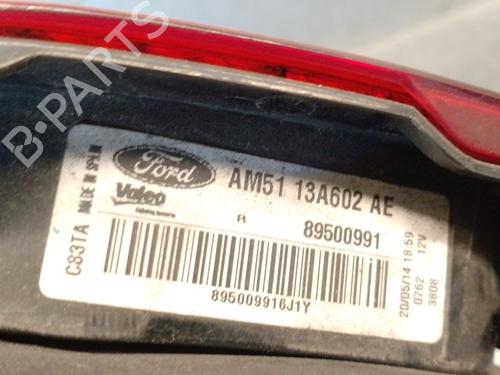 B-PARTS
Ford
AM51 13A602 AE
Valeo
R
89500991
C83TA
MADE IN SPAIN
895009916J1Y
20/05/14 18:59
0762 12V
3808